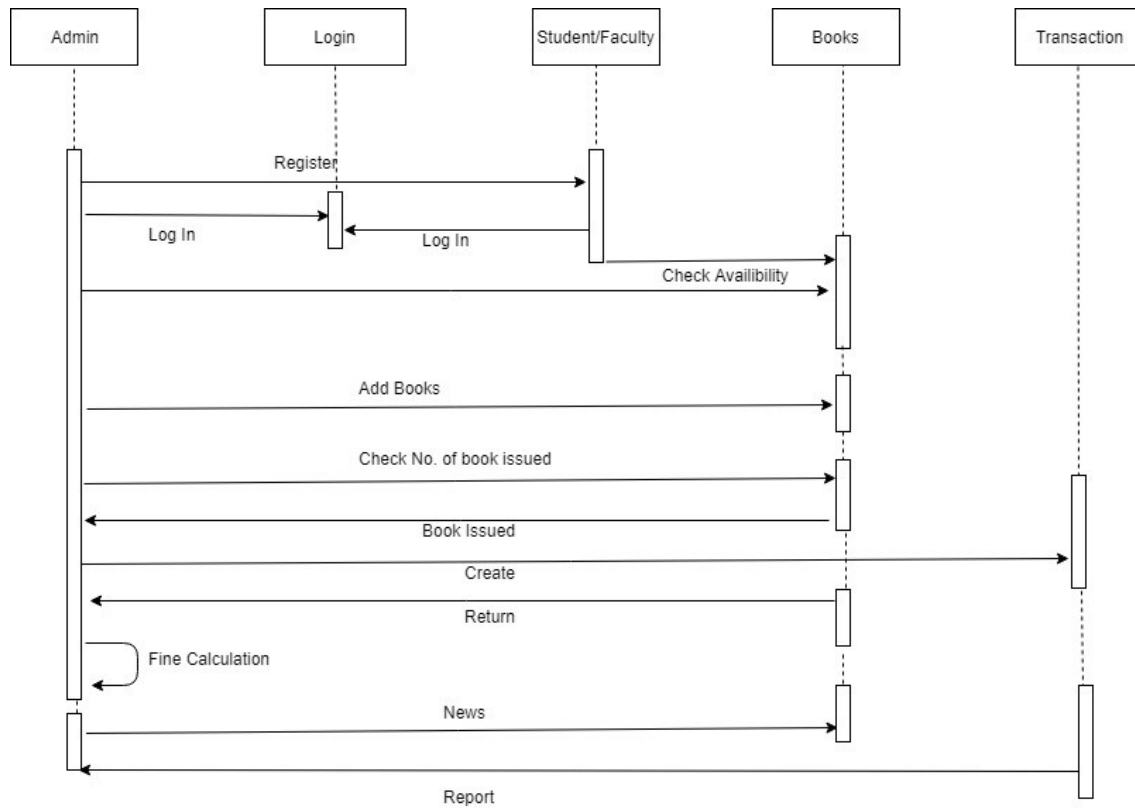 Admin
Login
Student/Faculty
Books
Transaction
Register
Log In
Log In
Check Availibility
Add Books
Check No. of book issued
Book Issued
Create
Return
Fine Calculation
News
Report